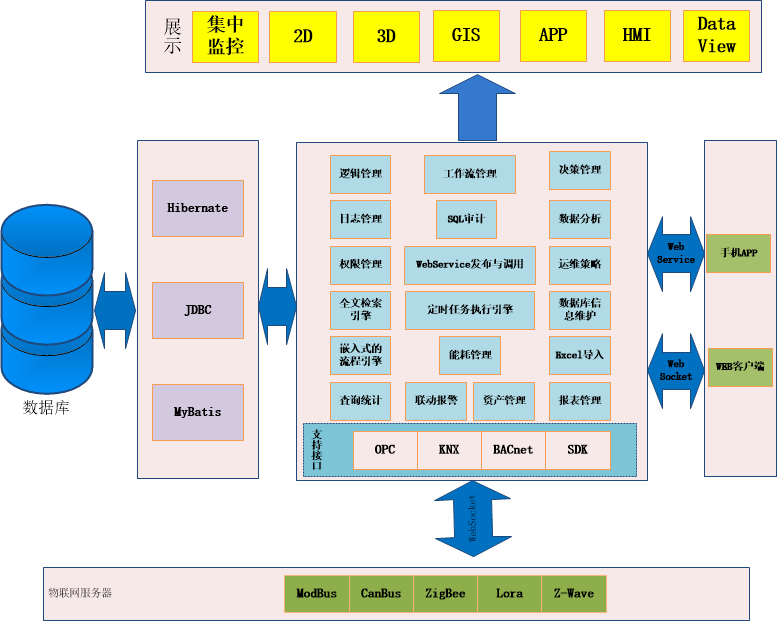 展
示
集中
监控
2D
3D
GIS
APP
HMI
Data
View
Hibernate
JDBC
MyBatis
数据库
逻辑管理
工作流管理
决策管理
日志管理
SQL审计
数据分析
权限管理
WebService发布与调用
运维策略
全文检索
引擎
定时任务执行引擎
数据库信
息维护
嵌入式的
流程引擎
能耗管理
Excel导入
查询统计
联动报警
资产管理
报表管理
支持接口
OPC
KNX
BACnet
SDK
Web
Service
手机APP
Web
Socket
WEB客户端
WebSocket
物联网服务器
ModBus
CanBus
ZigBee
Lora
Z-Wave